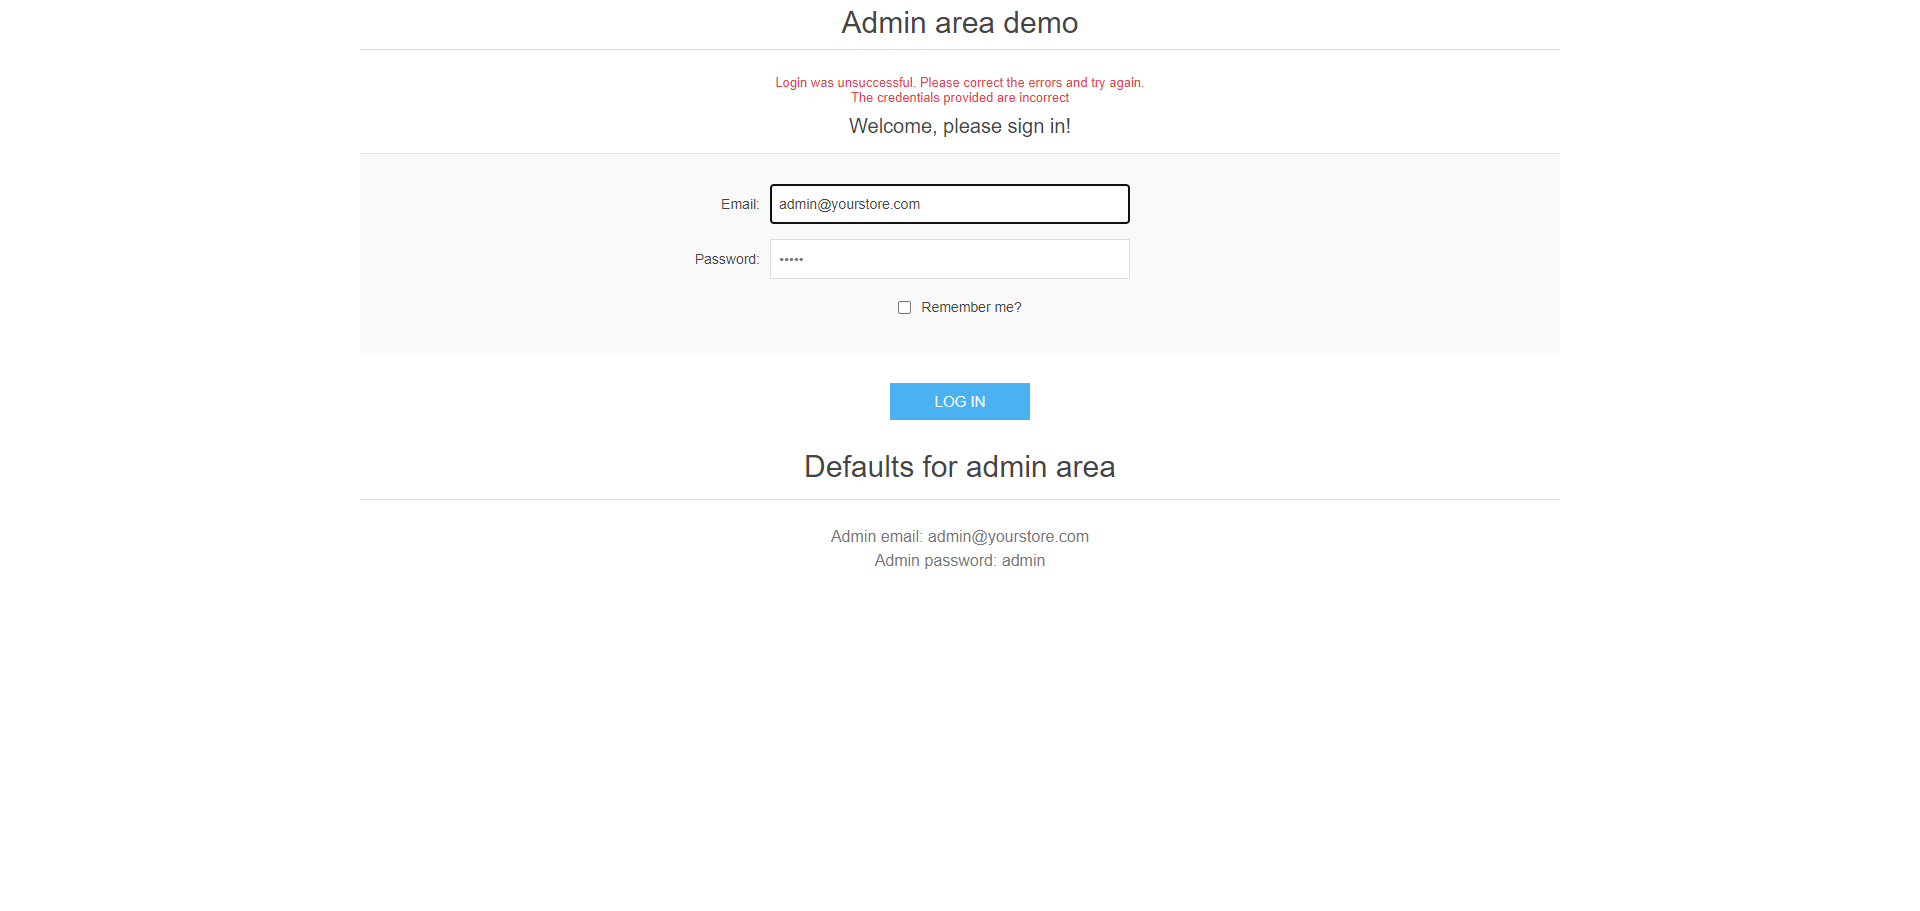 Admin area demo
Login was unsuccessful. Please correct the errors and try again.
The credentials provided are incorrect
Welcome, please sign in!
Email: admin@yourstore.com
Password: •••••
Remember me?
LOG IN
Defaults for admin area
Admin email: admin@yourstore.com
Admin password: admin